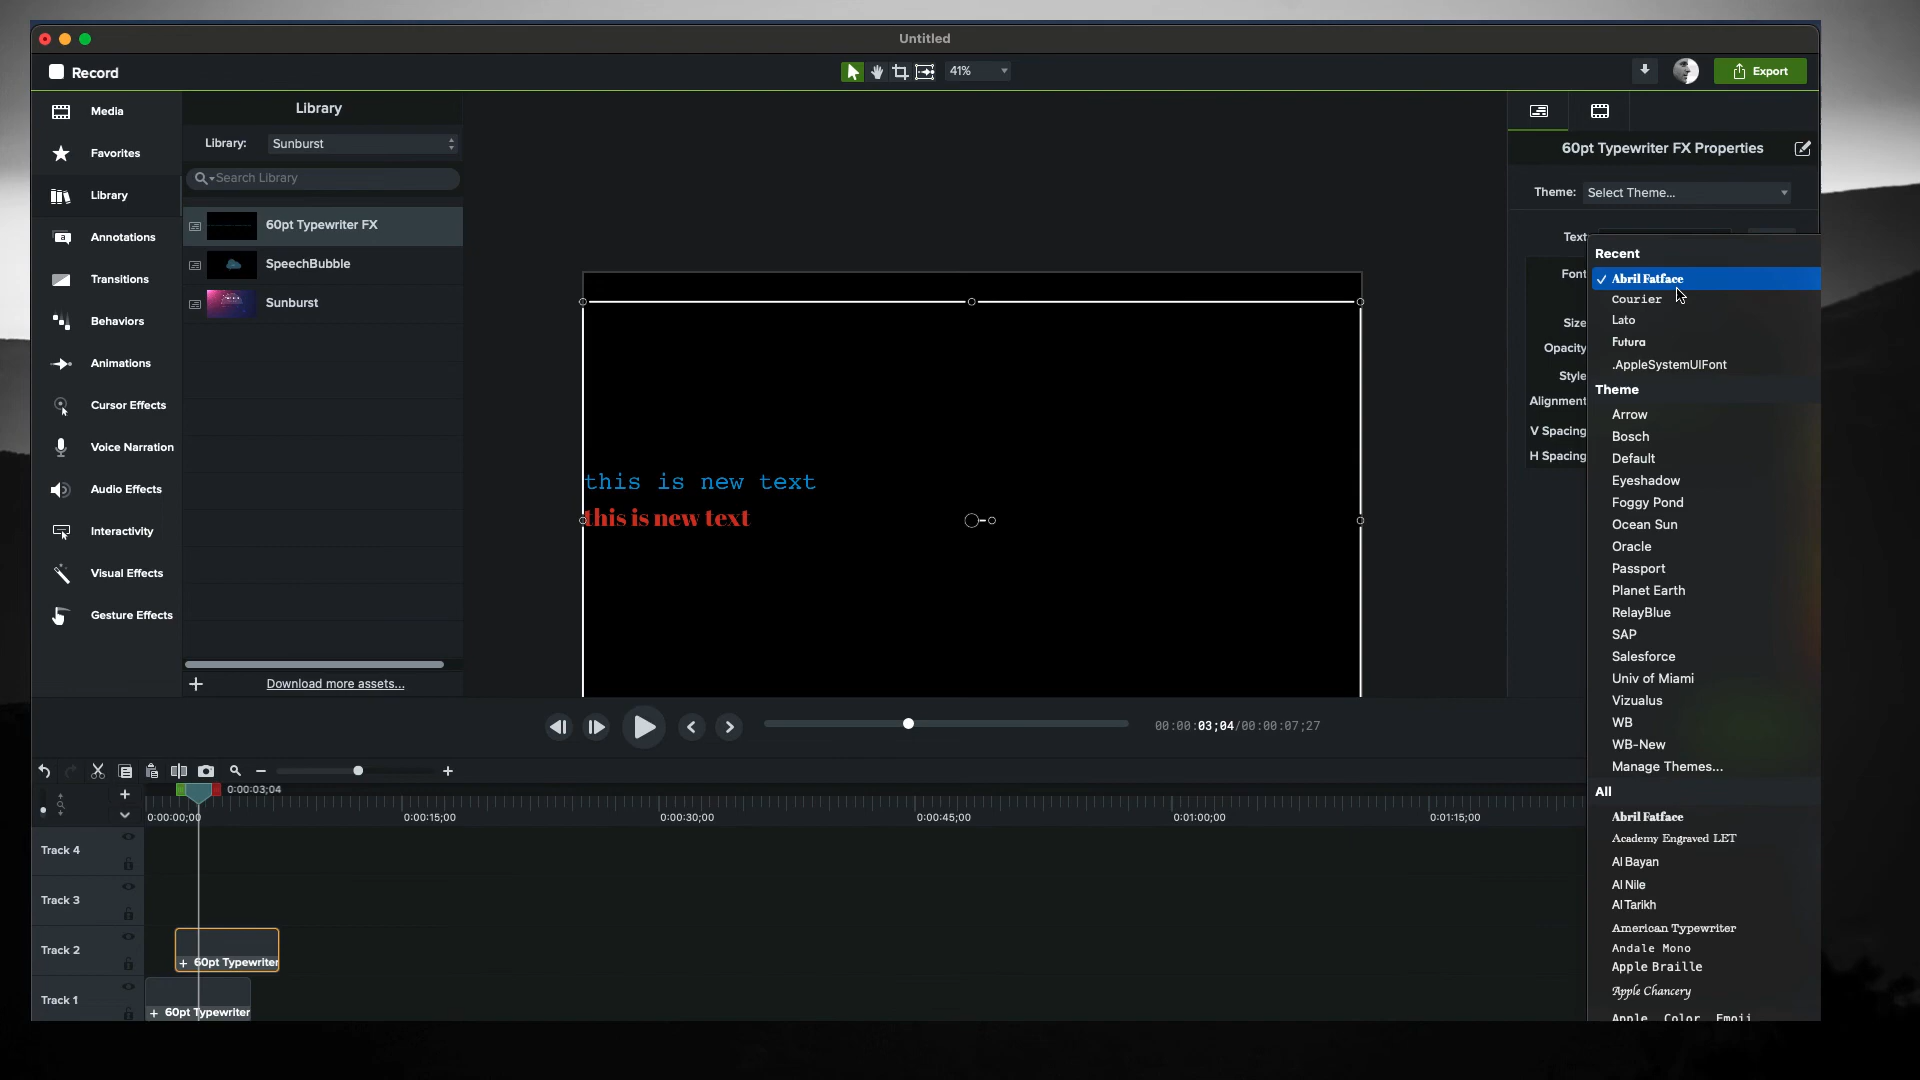 Untitled
Record
41%
Export
Media
Favorites
Library
Annotations
Transitions
Behaviors
Animations
Cursor Effects
Voice Narration
Audio Effects
Interactivity
Visual Effects
Gesture Effects
Library
Library:
Sunburst
Search Library
60pt Typewriter FX
SpeechBubble
Sunburst
Download more assets...
this is new text
this is new text
60pt Typewriter FX Properties
Theme:
Select Theme...
Text
Font
Size
Opacity
Style
Alignment
V Spacing
H Spacing
Recent
Abril Fatface
Courier
Lato
Futura
.AppleSystemUIFont
Theme
Arrow
Bosch
Default
Eyeshadow
Foggy Pond
Ocean Sun
Oracle
Passport
Planet Earth
RelayBlue
SAP
Salesforce
Univ of Miami
Vizualus
WB
WB-New
Manage Themes...
All
Abril Fatface
Academy Engraved LET
Al Bayan
Al Nile
Al Tarikh
American Typewriter
Andale Mono
Apple Braille
Apple Chancery
Apple Color Emoji
00:00:03;04/00:00:07;27
0:00:03;04
0:00:00;00
0:00:15;00
0:00:30;00
0:00:45;00
0:01:00;00
0:01:15;00
Track 4
Track 3
Track 2
60pt Typewriter
Track 1
60pt Typewriter